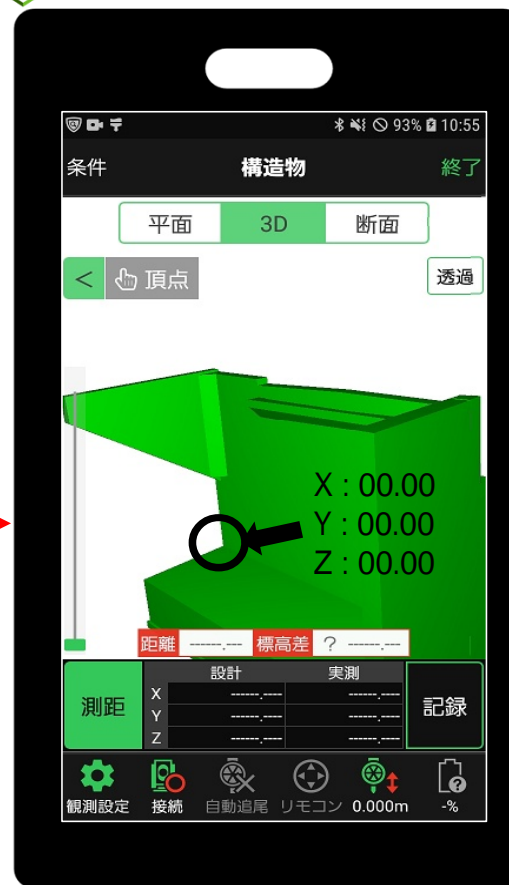 93% 10:55
条件 構造物 終了
平面 3D 断面
< 頂点 透過
X : 00.00
Y : 00.00
Z : 00.00
距離 -----.--- 標高差 ? -----.---
設計 実測
測距 記録
X ------.---- ------.----
Y ------.---- ------.----
Z ------.---- ------.----
観測設定 接続 自動追尾 リモコン 0.000m -%